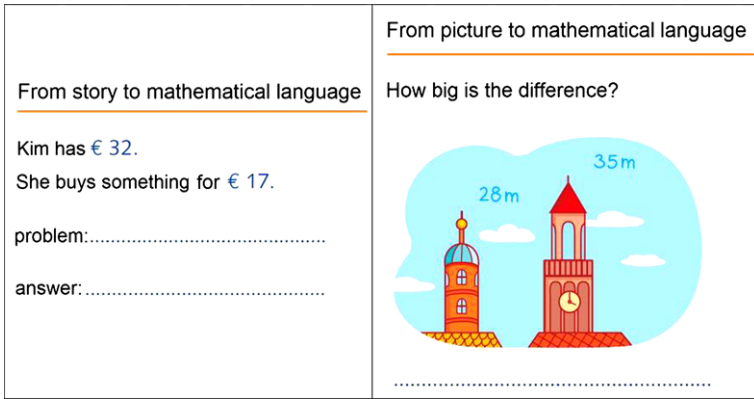 From story to mathematical language
Kim has € 32.
She buys something for € 17.
problem:.............................................
answer:..............................................
From picture to mathematical language
How big is the difference?
28m
35m
............................................................